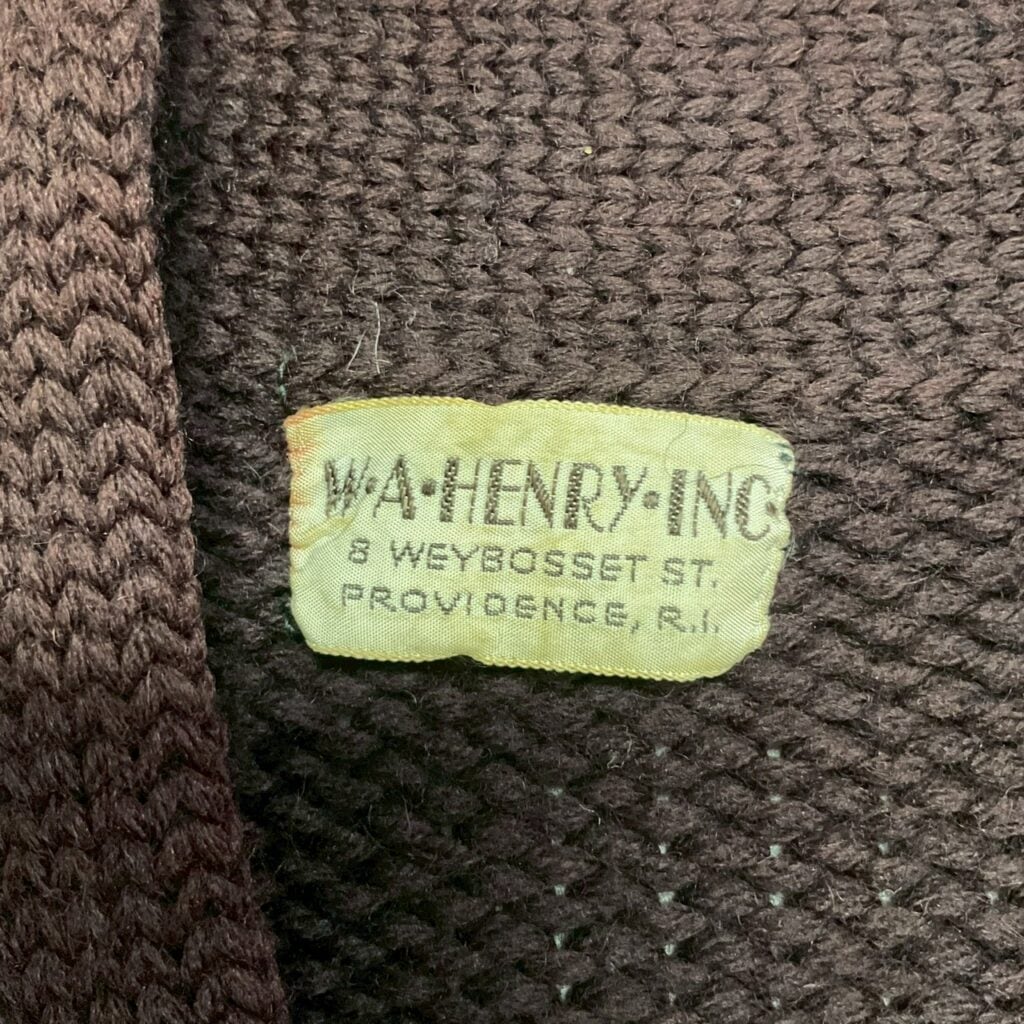 W·A·HENRY·INC·
8 WEYBOSSET ST.
PROVIDENCE, R.I.